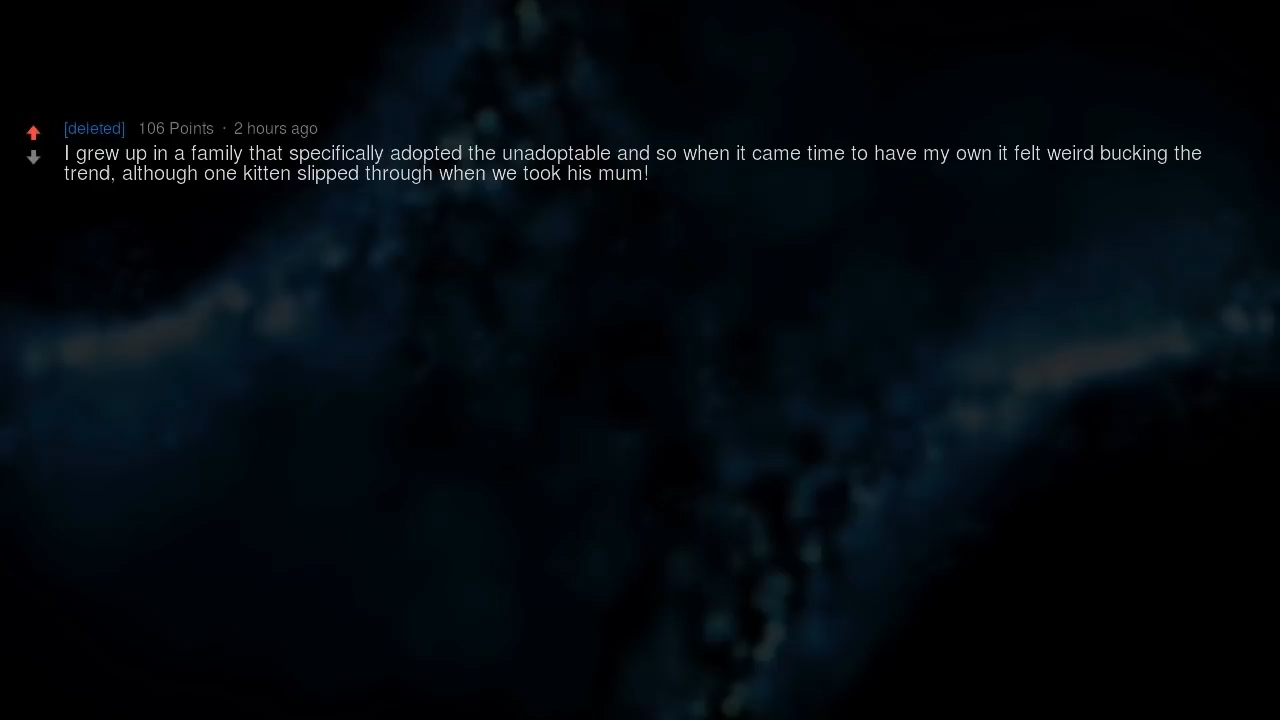 [deleted] 106 Points · 2 hours ago
I grew up in a family that specifically adopted the unadoptable and so when it came time to have my own it felt weird bucking the
trend, although one kitten slipped through when we took his mum!